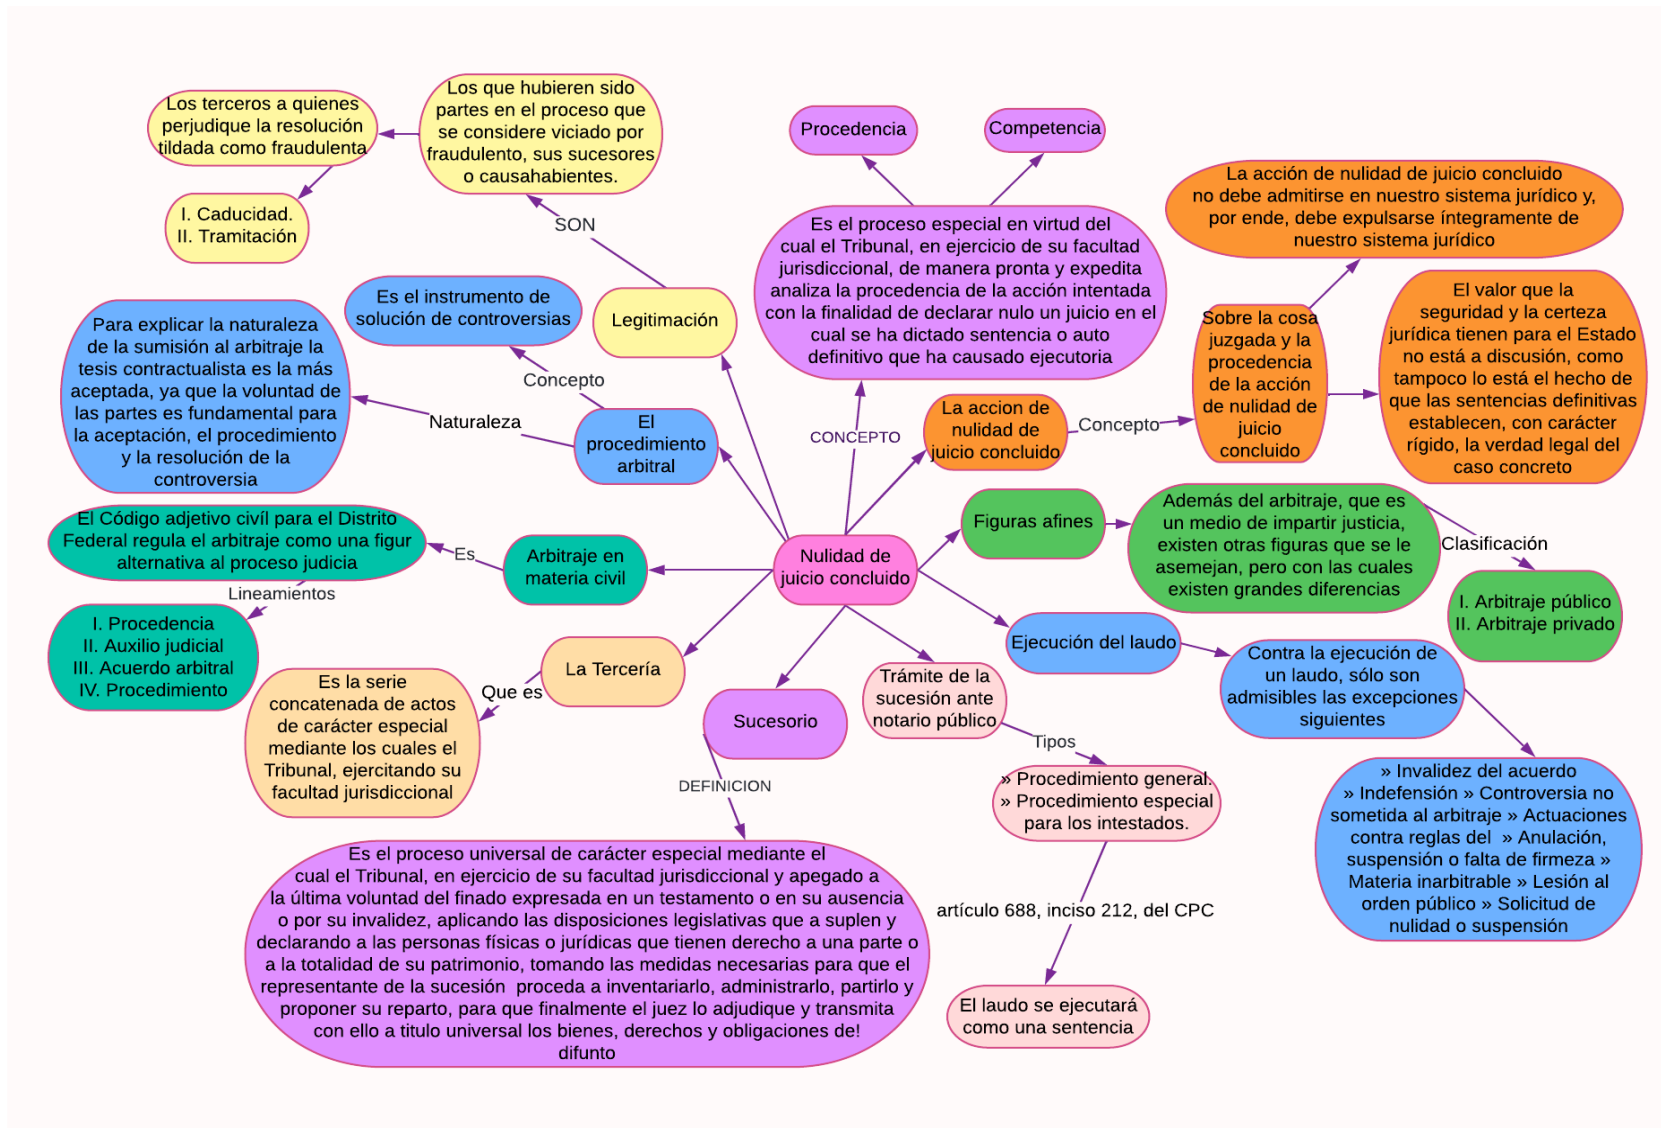 Los terceros a quienes
perjudique la resolución
tildada como fraudulenta
I. Caducidad.
II. Tramitación
Los que hubieren sido
partes en el proceso que
se considere viciado por
fraudulento, sus sucesores
o causahabientes.
SON
Legitimación
Es el instrumento de
solución de controversias
Concepto
Para explicar la naturaleza
de la sumisión al arbitraje la
tesis contractualista es la más
aceptada, ya que la voluntad de
las partes es fundamental para
la aceptación, el procedimiento
y la resolución de la
controversia
Naturaleza
El
procedimiento
arbitral
Procedencia
Competencia
Es el proceso especial en virtud del
cual el Tribunal, en ejercicio de su facultad
jurisdiccional, de manera pronta y expedita
analiza la procedencia de la acción intentada
con la finalidad de declarar nulo un juicio en el
cual se ha dictado sentencia o auto
definitivo que ha causado ejecutoria
CONCEPTO
La accion de
nulidad de
juicio concluido
Concepto
Sobre la cosa
juzgada y la
procedencia
de la acción
de nulidad de
juicio
concluido
La acción de nulidad de juicio concluido
no debe admitirse en nuestro sistema jurídico y,
por ende, debe expulsarse íntegramente de
nuestro sistema jurídico
El valor que la
seguridad y la certeza
jurídica tienen para el Estado
no está a discusión, como
tampoco lo está el hecho de
que las sentencias definitivas
establecen, con carácter
rígido, la verdad legal del
caso concreto
Figuras afines
Además del arbitraje, que es
un medio de impartir justicia,
existen otras figuras que se le
asemejan, pero con las cuales
existen grandes diferencias
Clasificación
I. Arbitraje público
II. Arbitraje privado
Nulidad de
juicio concluido
Arbitraje en
materia civil
Es
El Código adjetivo civíl para el Distrito
Federal regula el arbitraje como una figur
alternativa al proceso judicia
Lineamientos
I. Procedencia
II. Auxilio judicial
III. Acuerdo arbitral
IV. Procedimiento
La Tercería
Que es
Es la serie
concatenada de actos
de carácter especial
mediante los cuales el
Tribunal, ejercitando su
facultad jurisdiccional
Sucesorio
DEFINICION
Es el proceso universal de carácter especial mediante el
cual el Tribunal, en ejercicio de su facultad jurisdiccional y apegado a
la última voluntad del finado expresada en un testamento o en su ausencia
o por su invalidez, aplicando las disposiciones legislativas que a suplen y
declarando a las personas físicas o jurídicas que tienen derecho a una parte o
a la totalidad de su patrimonio, tomando las medidas necesarias para que el
representante de la sucesión proceda a inventariarlo, administrarlo, partirlo y
proponer su reparto, para que finalmente el juez lo adjudique y transmita
con ello a titulo universal los bienes, derechos y obligaciones de!
difunto
Trámite de la
sucesión ante
notario público
Tipos
» Procedimiento general.
» Procedimiento especial
para los intestados.
artículo 688, inciso 212, del CPC
El laudo se ejecutará
como una sentencia
Ejecución del laudo
Contra la ejecución de
un laudo, sólo son
admisibles las excepciones
siguientes
» Invalidez del acuerdo
» Indefensión » Controversia no
sometida al arbitraje » Actuaciones
contra reglas del » Anulación,
suspensión o falta de firmeza »
Materia inarbitrable » Lesión al
orden público » Solicitud de
nulidad o suspensión